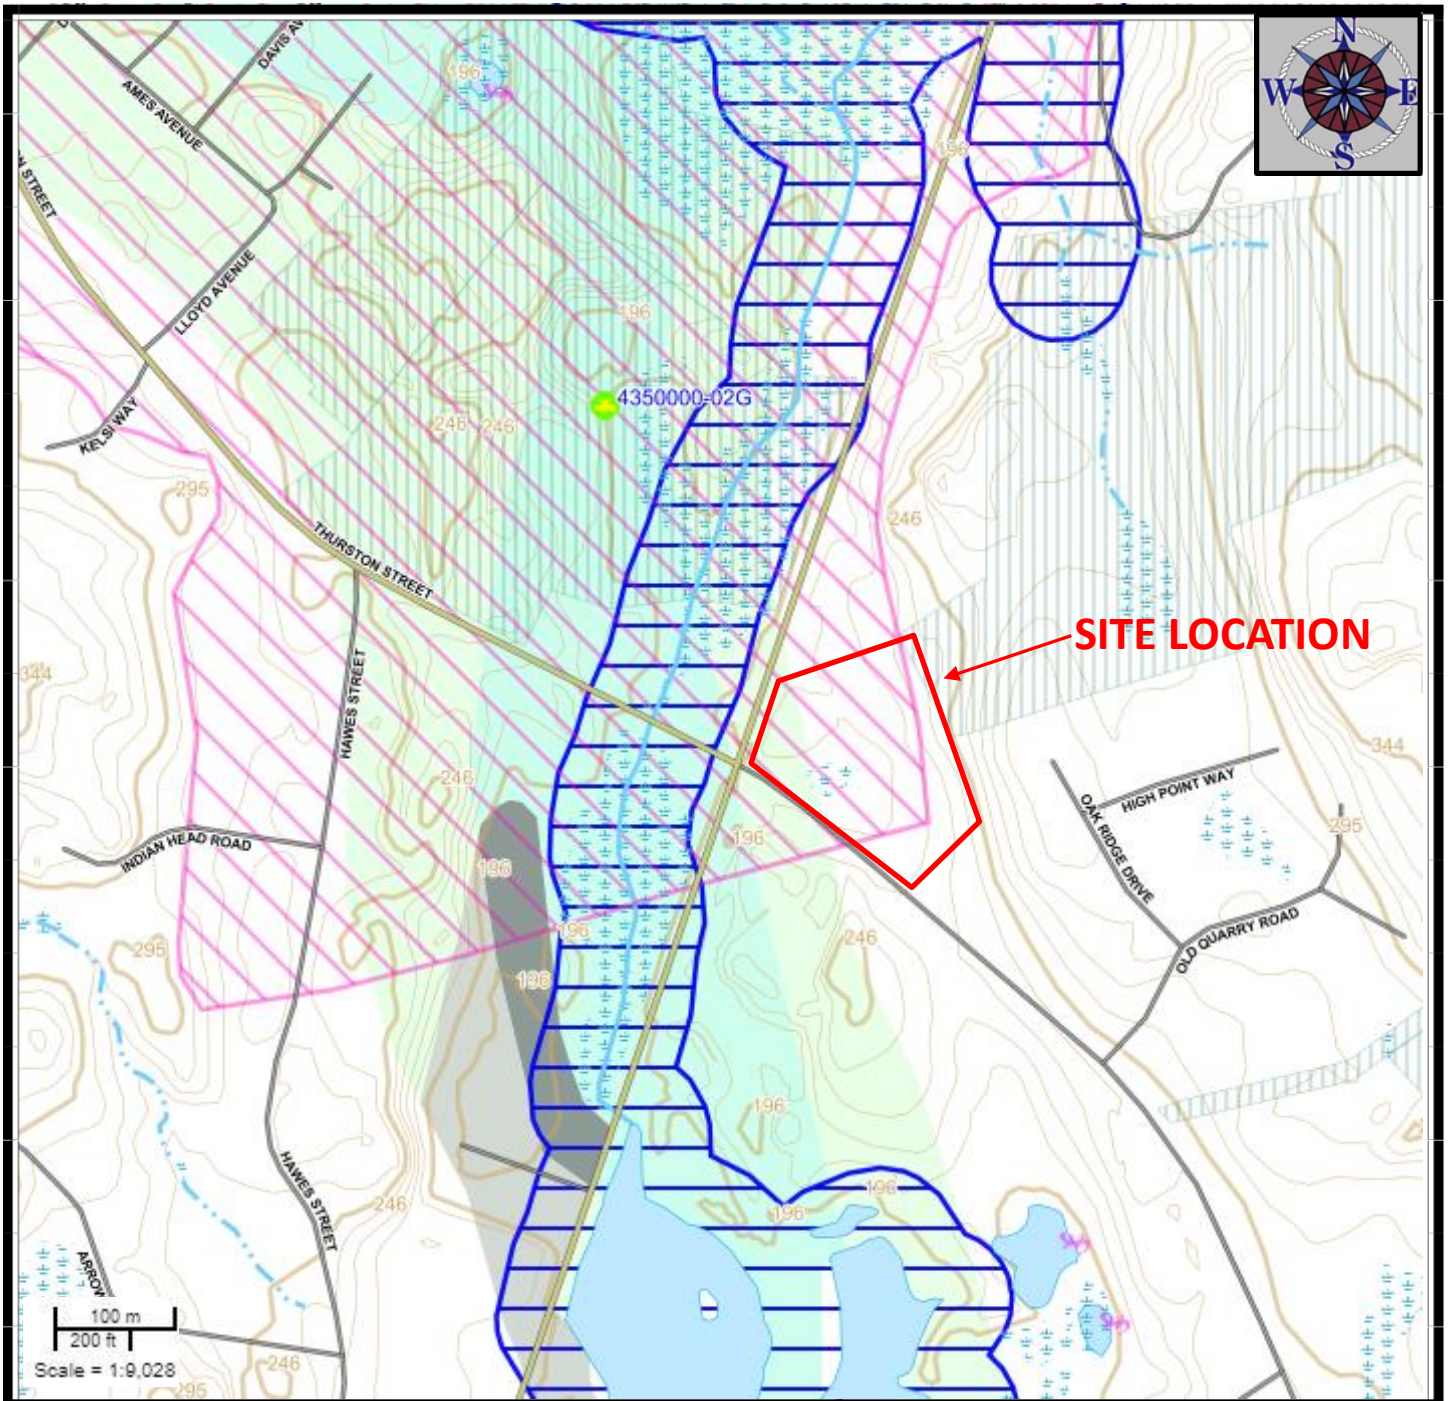 N
W
E
S
196
DAVIS AV
AMES AVENUE
196
N STREET
LLOYD AVENUE
196
4350000-02G
KELSI WAY
246
246
295
246
THURSTON STREET
SITE LOCATION
344
HAWES STREET
344
246
HIGH POINT WAY
OAK RIDGE DRIVE
295
196
INDIAN HEAD ROAD
196
OLD QUARRY ROAD
196
246
295
196
196
HAWES STREET
246
196
196
ARROW
100 m
200 ft
Scale = 1:9,028
246
295